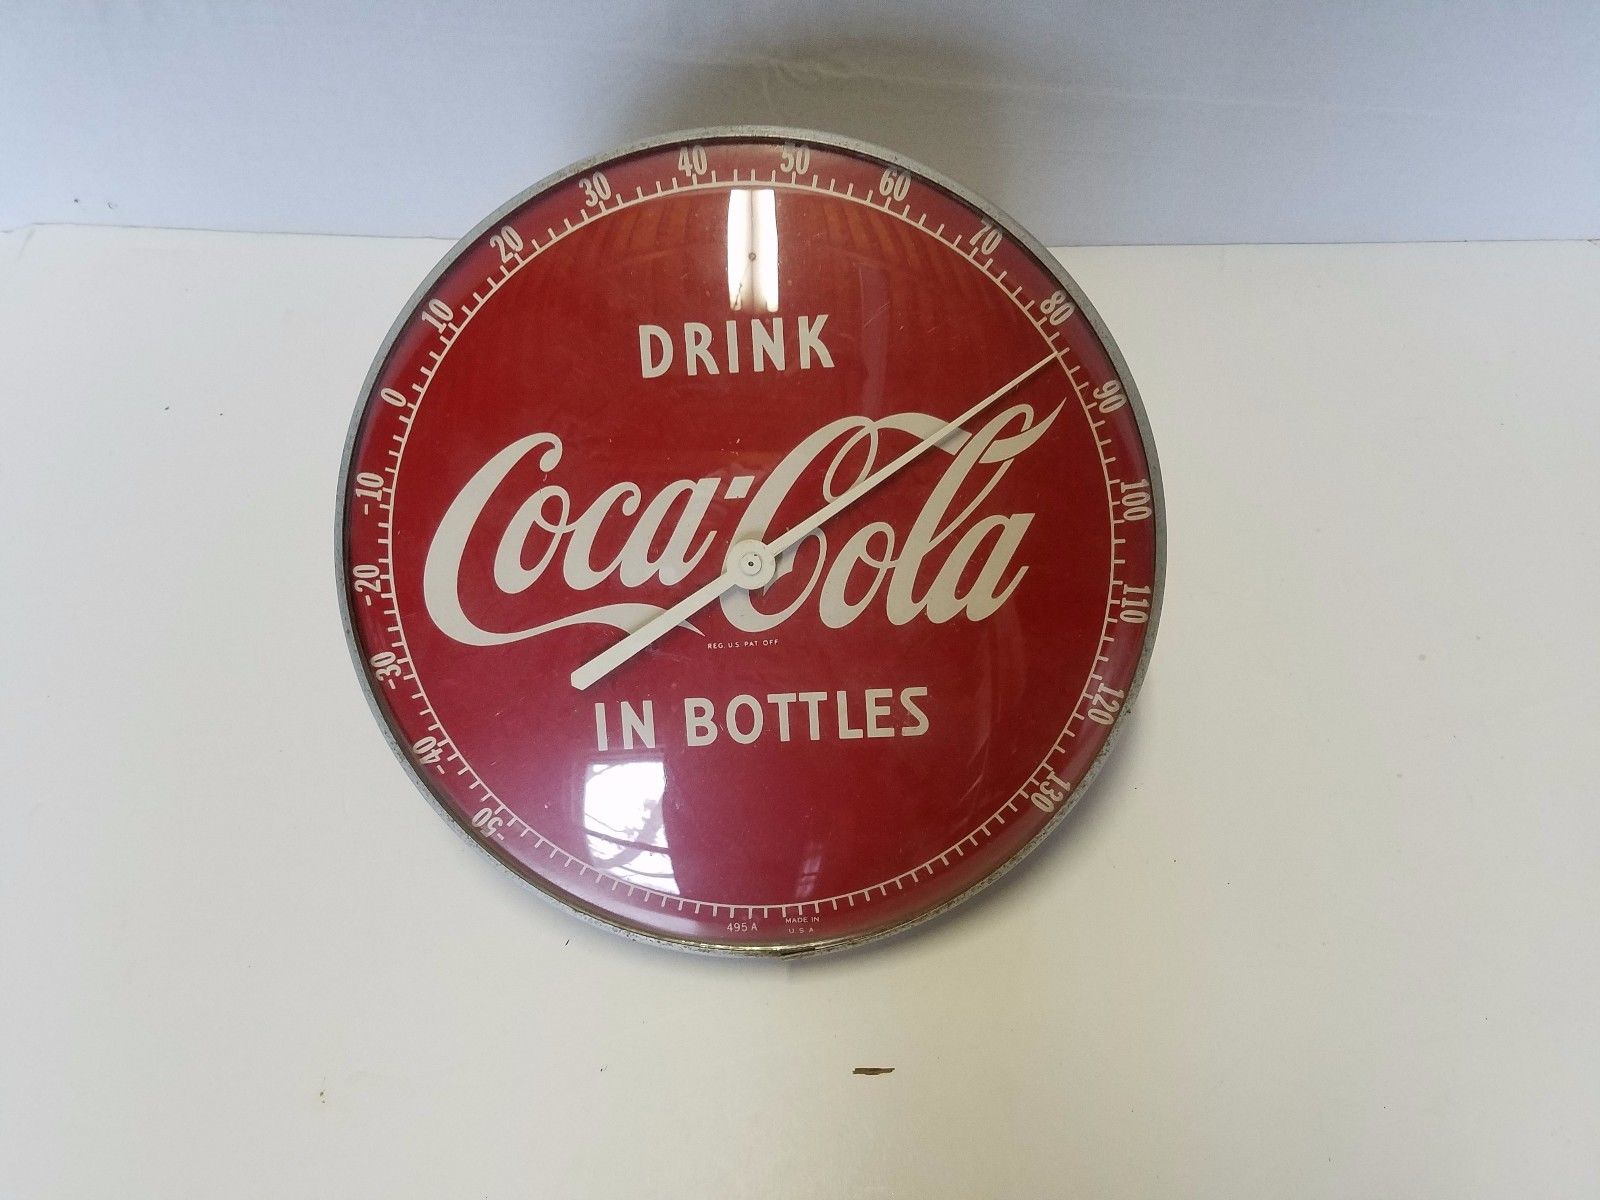 -50 -40 -30 -20 -10 0 10 20 30 40 50 60 70 80 90 100 110 120 130
DRINK
Coca-Cola
REG. U.S. PAT. OFF
IN BOTTLES
495 A MADE IN
U.S.A